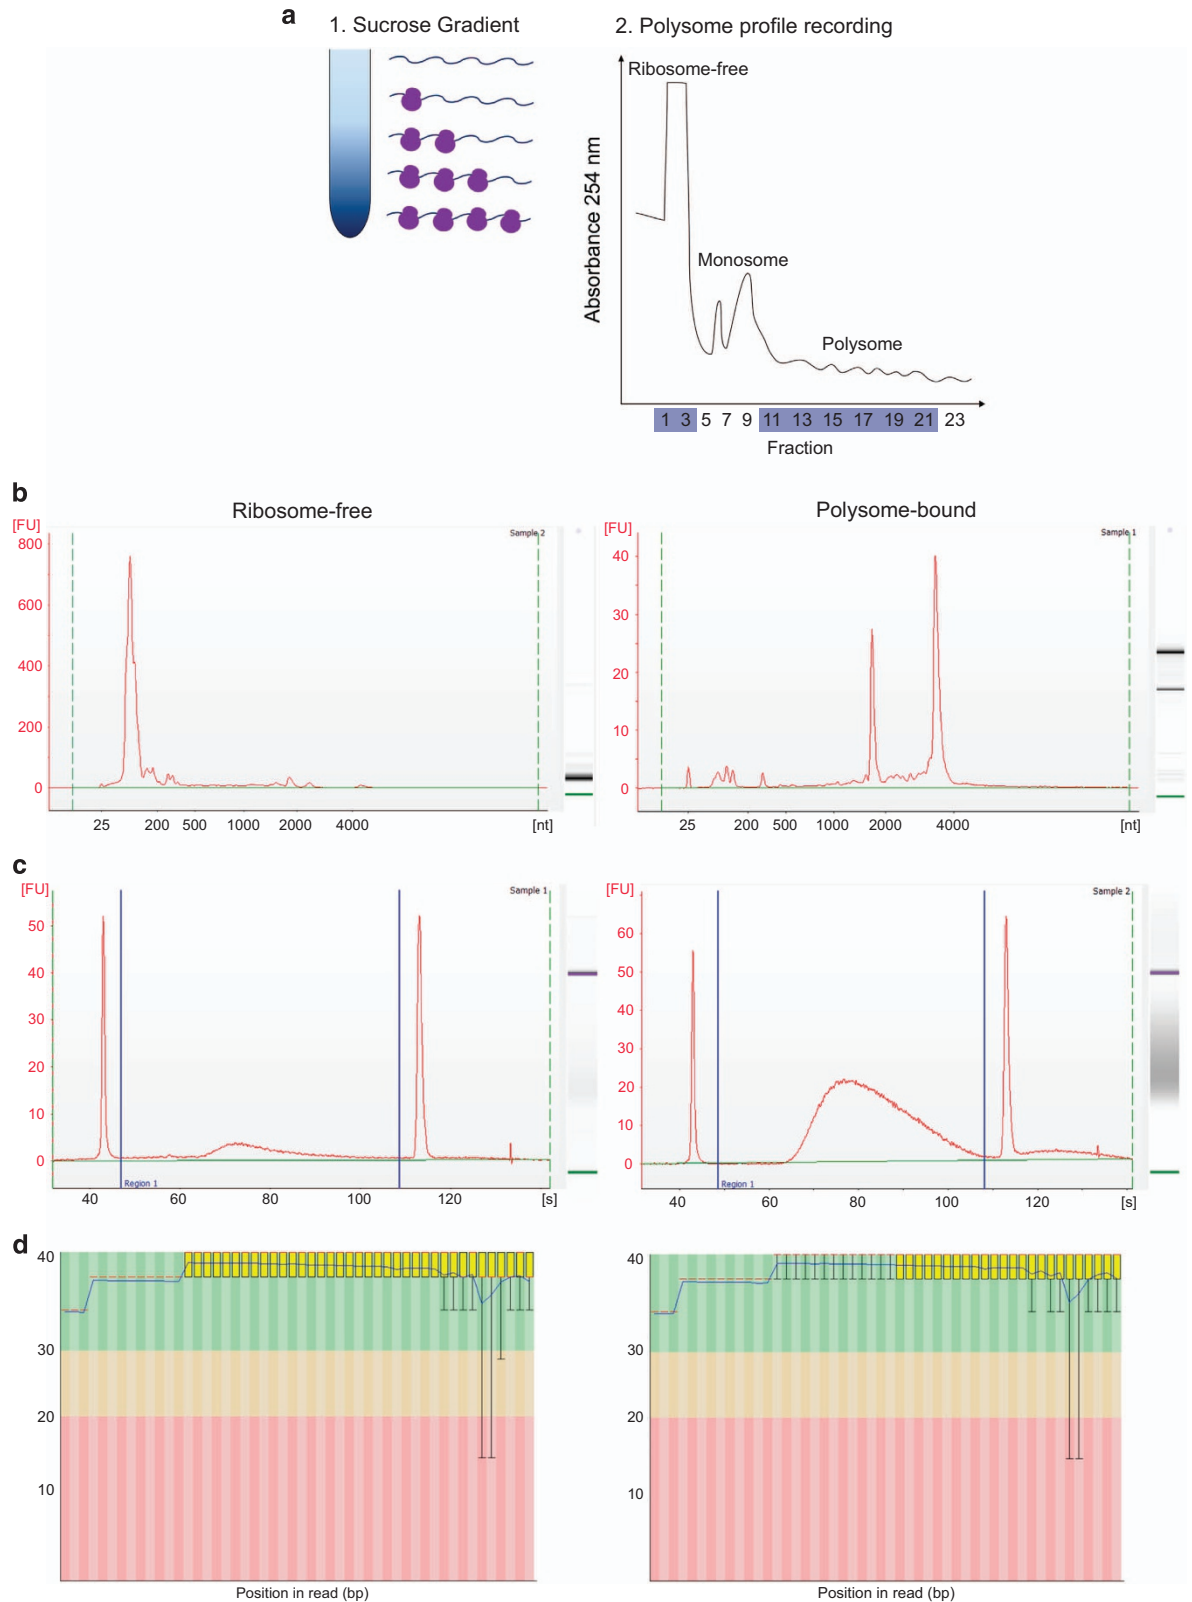 a
1. Sucrose Gradient
2. Polysome profile recording
Ribosome-free
Monosome
Polysome
Absorbance 254 nm
1 3 5 7 9 11 13 15 17 19 21 23
Fraction
b
Ribosome-free
Polysome-bound
[FU]
Sample 2
800
600
400
200
0
25 200 500 1000 2000 4000 [nt]
[FU]
Sample 1
40
30
20
10
0
25 200 500 1000 2000 4000 [nt]
c
[FU]
Sample 1
50
40
30
20
10
0
Region 1
40 60 80 100 120 [s]
[FU]
Sample 2
60
50
40
30
20
10
0
Region 1
40 60 80 100 120 [s]
d
40
30
20
10
Position in read (bp)
40
30
20
10
Position in read (bp)